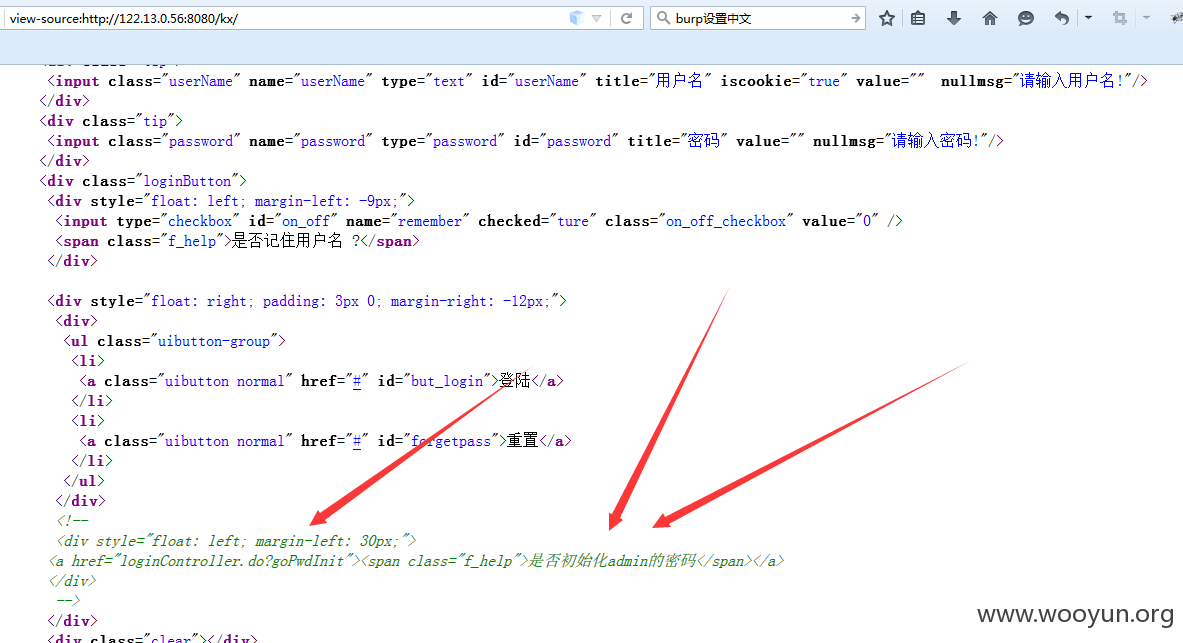 view-source:http://122.13.0.56:8080/kx/
burp设置中文
<input class="userName" name="userName" type="text" id="userName" title="用户名" iscookie="true" value=""  nullmsg="请输入用户名!"/>
</div>
<div class="tip">
<input class="password" name="password" type="password" id="password" title="密码" value="" nullmsg="请输入密码!"/>
</div>
<div class="loginButton">
<div style="float: left; margin-left: -9px;">
<input type="checkbox" id="on_off" name="remember" checked="ture" class="on_off_checkbox" value="0" />
<span class="f_help">是否记住用户名 ?</span>
</div>
<div style="float: right; padding: 3px 0; margin-right: -12px;">
<div>
<ul class="uibutton-group">
<li>
<a class="uibutton normal" href="#" id="but_login">登陆</a>
</li>
<li>
<a class="uibutton normal" href="#" id="forgetpass">重置</a>
</li>
</ul>
</div>
<!--
<div style="float: left; margin-left: 30px;">
<a href="loginController.do?goPwdInit"><span class="f_help">是否初始化admin的密码</span></a>
</div>
-->
</div>
<div class="clear"></div>
www.wooyun.org